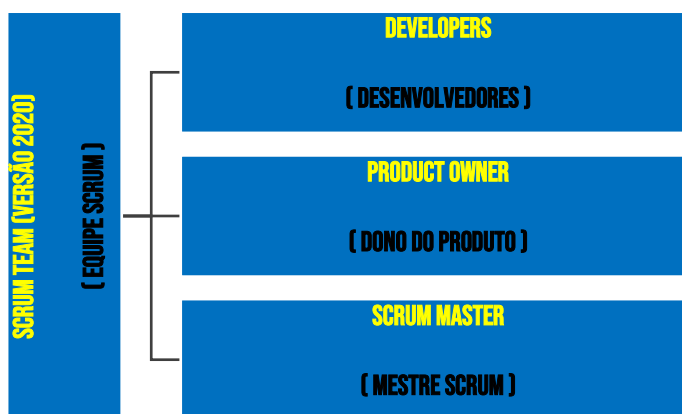 SCRUM TEAM (VERSÃO 2020)
( EQUIPE SCRUM )
DEVELOPERS
( DESENVOLVEDORES )
PRODUCT OWNER
( DONO DO PRODUTO )
SCRUM MASTER
( MESTRE SCRUM )